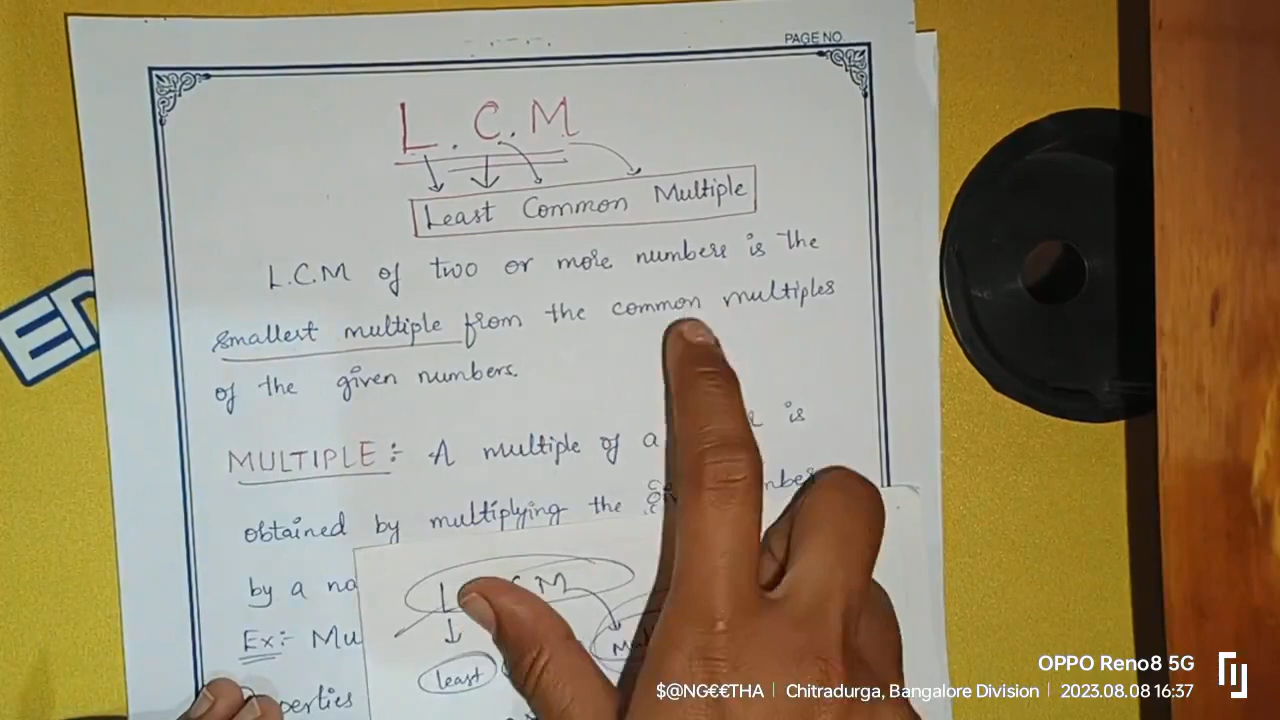 PAGE NO.
L.C.M
Least Common Multiple
L.C.M of two or more numbers is the
smallest multiple from the common multiples
of the given numbers.
MULTIPLE:- A multiple of a is
obtained by multiplying the
by a
Ex:-
L C M
least
EN
OPPO Reno8 5G
$@NG€€THA | Chitradurga, Bangalore Division | 2023.08.08 16:37